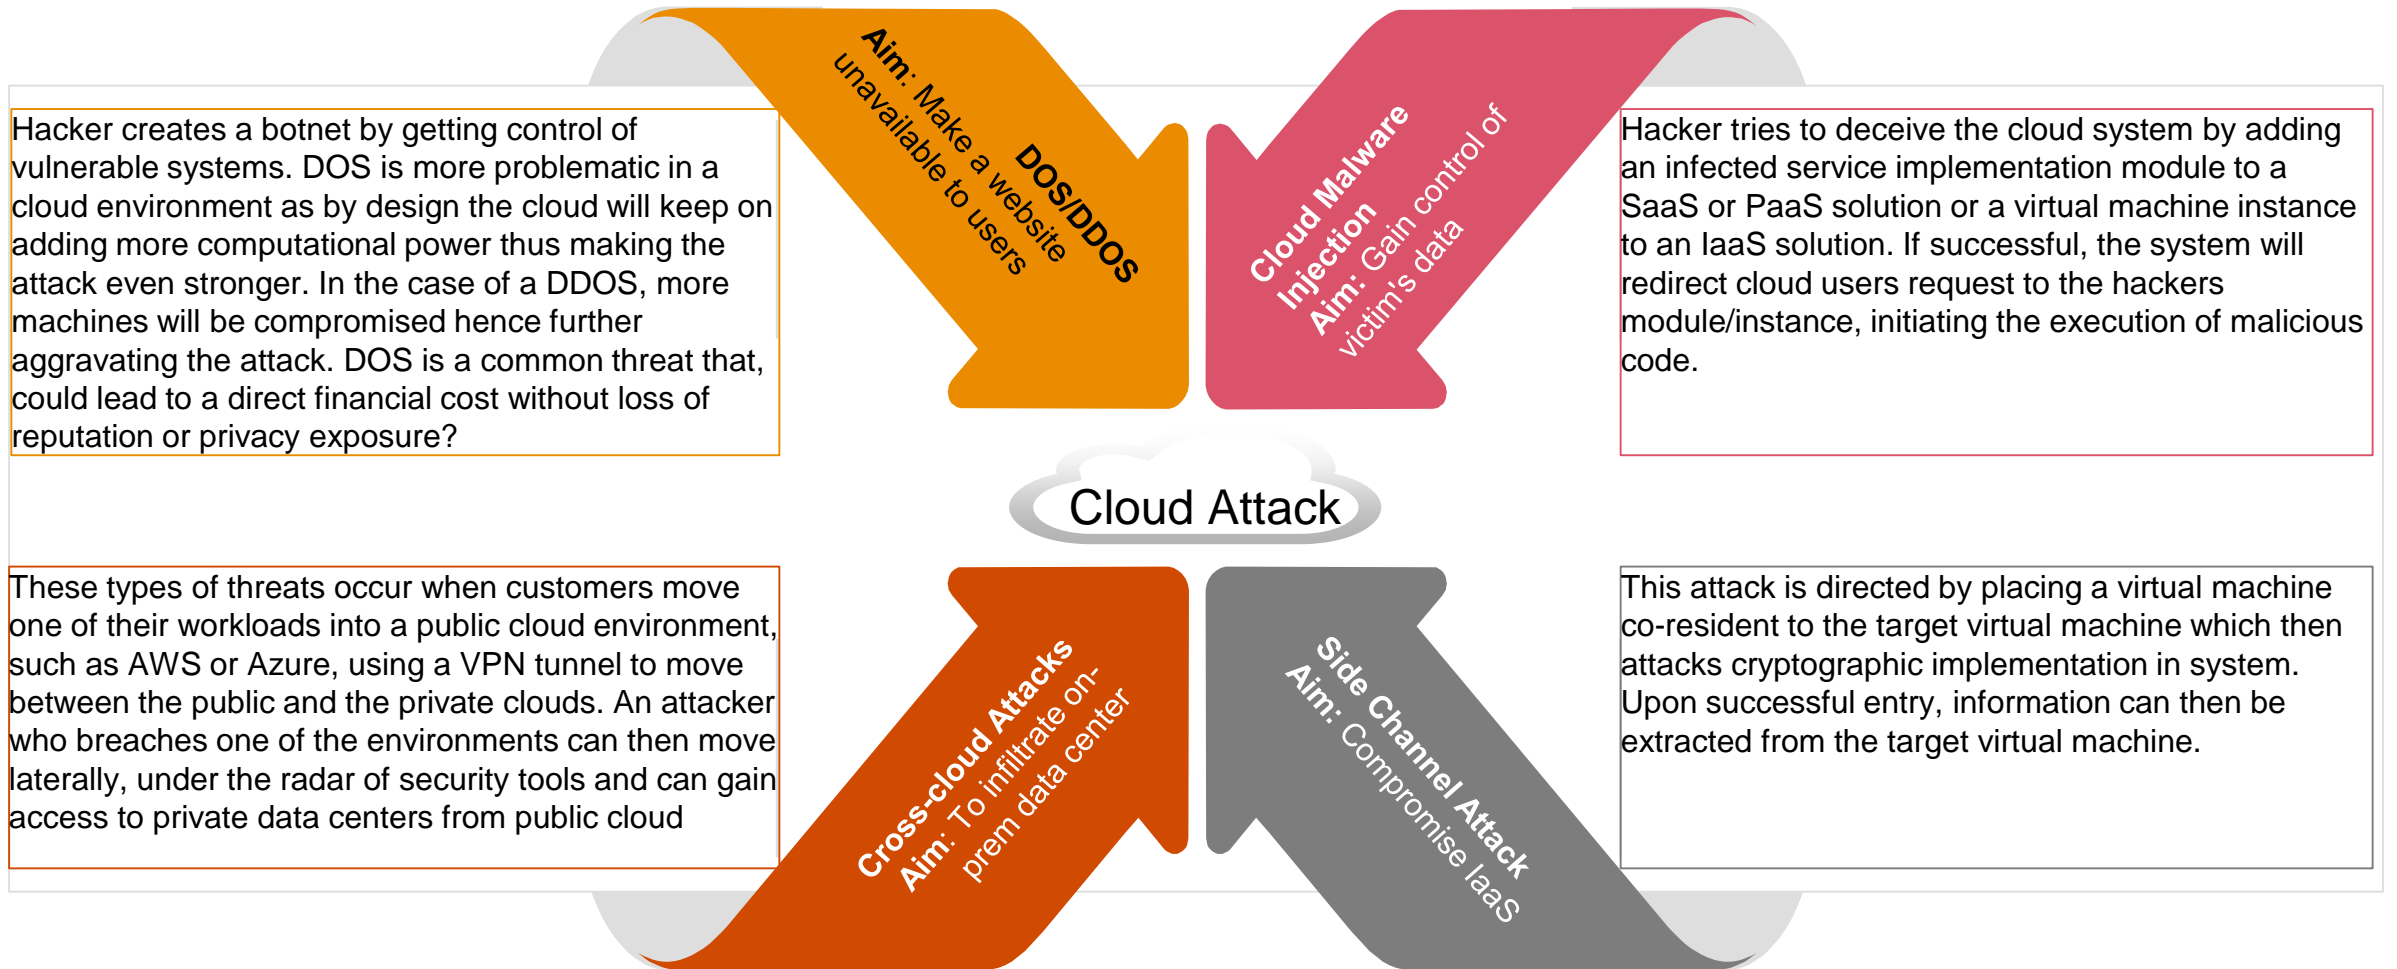 Hacker creates a botnet by getting control of
vulnerable systems. DOS is more problematic in a
cloud environment as by design the cloud will keep on
adding more computational power thus making the
attack even stronger. In the case of a DDOS, more
machines will be compromised hence further
aggravating the attack. DOS is a common threat that,
could lead to a direct financial cost without loss of
reputation or privacy exposure?
DOS/DDOS
Aim: Make a website
unavailable to users
Cloud Malware
Injection
Aim: Gain control of
victim's data
Hacker tries to deceive the cloud system by adding
an infected service implementation module to a
SaaS or PaaS solution or a virtual machine instance
to an IaaS solution. If successful, the system will
redirect cloud users request to the hackers
module/instance, initiating the execution of malicious
code.
Cloud Attack
These types of threats occur when customers move
one of their workloads into a public cloud environment,
such as AWS or Azure, using a VPN tunnel to move
between the public and the private clouds. An attacker
who breaches one of the environments can then move
laterally, under the radar of security tools and can gain
access to private data centers from public cloud
Cross-cloud Attacks
Aim: To infiltrate on-
prem data center
Side Channel Attack
Aim: Compromise IaaS
This attack is directed by placing a virtual machine
co-resident to the target virtual machine which then
attacks cryptographic implementation in system.
Upon successful entry, information can then be
extracted from the target virtual machine.